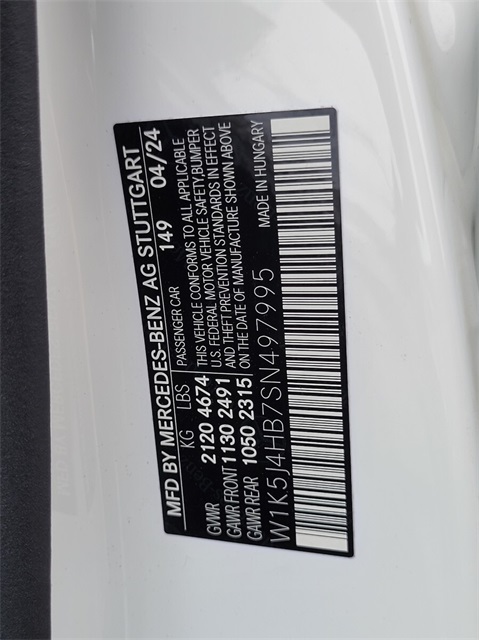 MFD BY MERCEDES-BENZ AG STUTTGART
149 04/24
KG LBS
GVWR 2120 4674
GAWR FRONT 1130 2491
GAWR REAR 1050 2315
PASSENGER CAR
THIS VEHICLE CONFORMS TO ALL APPLICABLE
U.S. FEDERAL MOTOR VEHICLE SAFETY,BUMPER
AND THEFT PREVENTION STANDARDS IN EFFECT
ON THE DATE OF MANUFACTURE SHOWN ABOVE
MADE IN HUNGARY
W1K5J4HB7SN497995